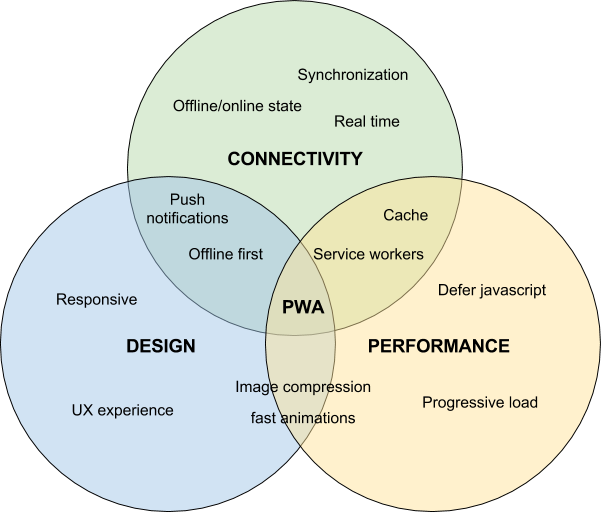 Synchronization
Offline/online state
Real time
CONNECTIVITY
Push
notifications
Cache
Offline first
Service workers
Responsive
Defer javascript
PWA
DESIGN
PERFORMANCE
Image compression
fast animations
UX experience
Progressive load